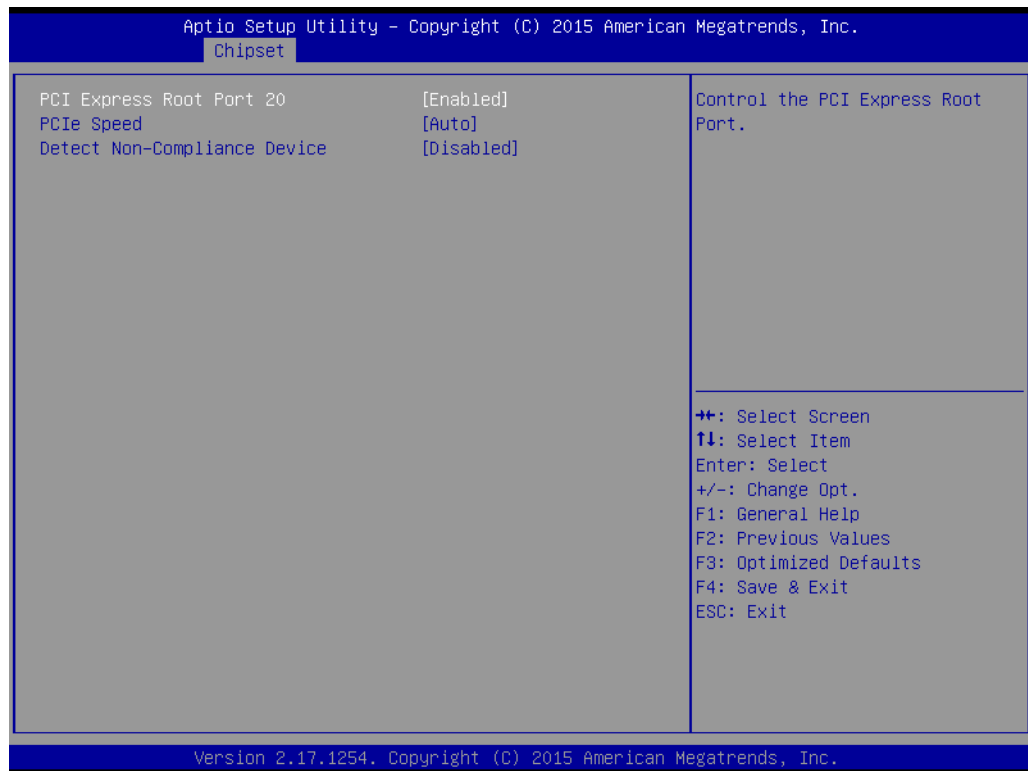 Aptio Setup Utility – Copyright (C) 2015 American Megatrends, Inc.
Chipset
PCI Express Root Port 20 [Enabled]
PCIe Speed [Auto]
Detect Non-Compliance Device [Disabled]
Control the PCI Express Root
Port.
→←: Select Screen
↑↓: Select Item
Enter: Select
+/-: Change Opt.
F1: General Help
F2: Previous Values
F3: Optimized Defaults
F4: Save & Exit
ESC: Exit
Version 2.17.1254. Copyright (C) 2015 American Megatrends, Inc.